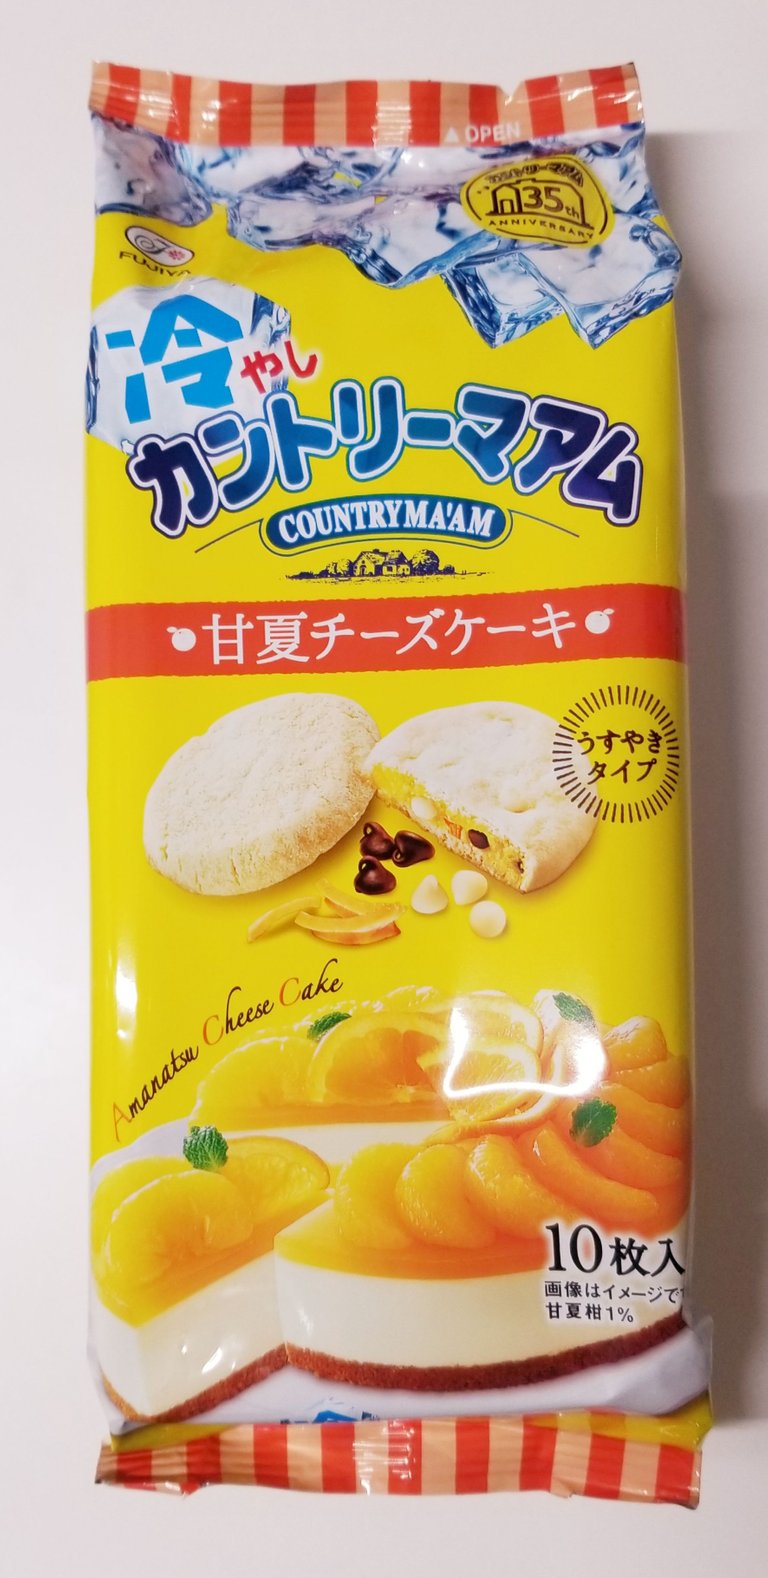 ▲OPEN
カントリーマアム
35th
ANNIVERSARY
FUJIYA
冷やし
カントリーマアム
COUNTRY MA'AM
甘夏チーズケーキ
うすやき
タイプ
Amanatsu Cheese Cake
10枚入
画像はイメージで
甘夏柑1%